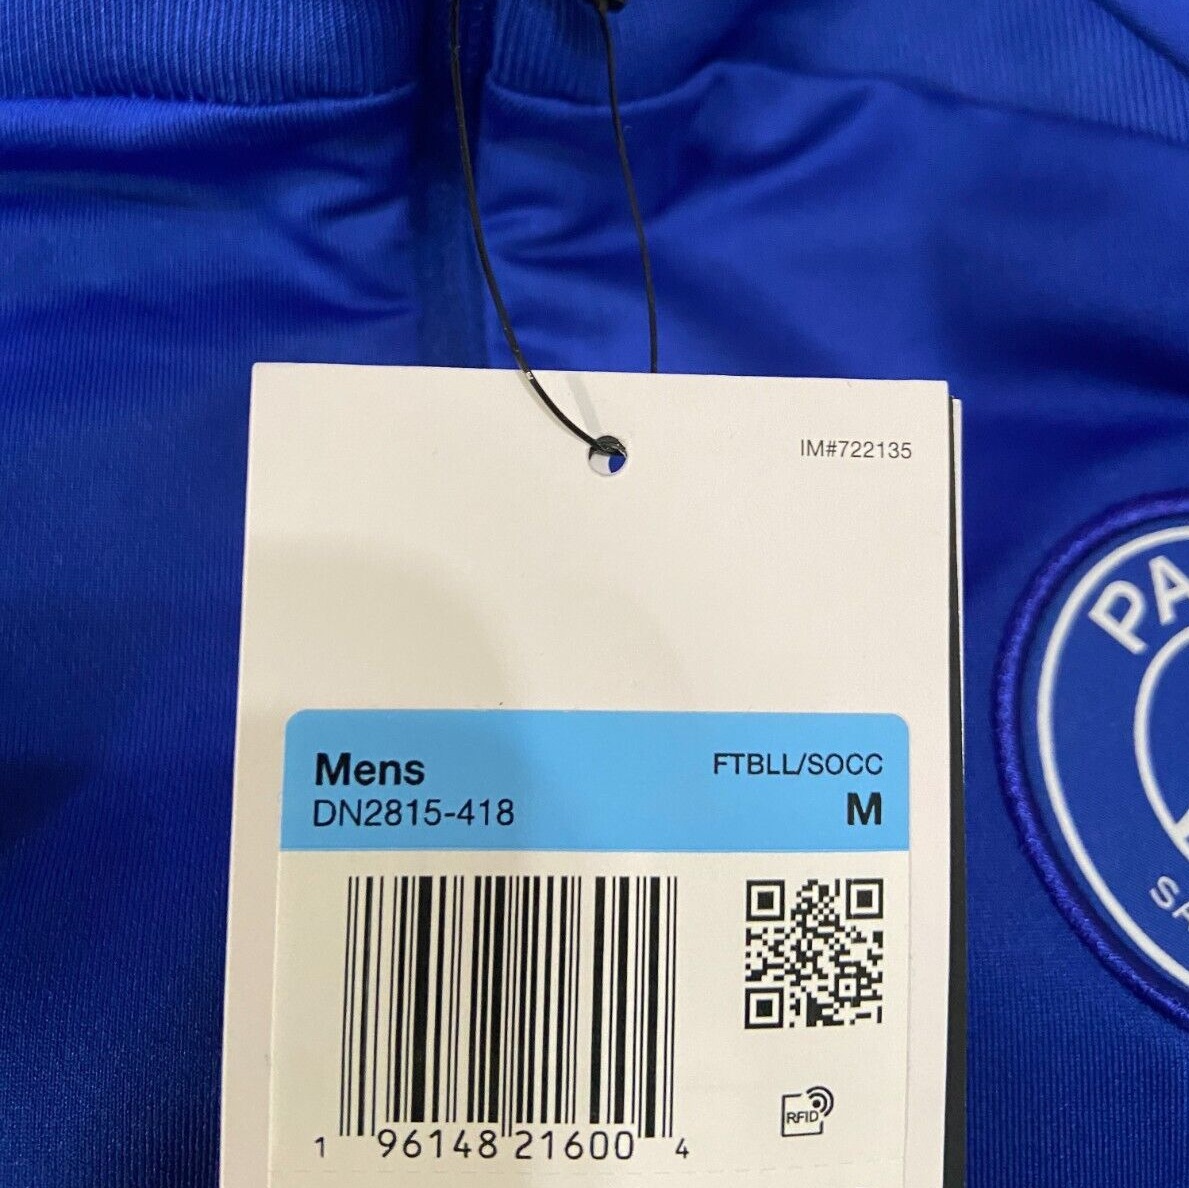 IM#722135
Mens
FTBLL/SOCC
DN2815-418
M
1 96148 21600 4
RFID
PA